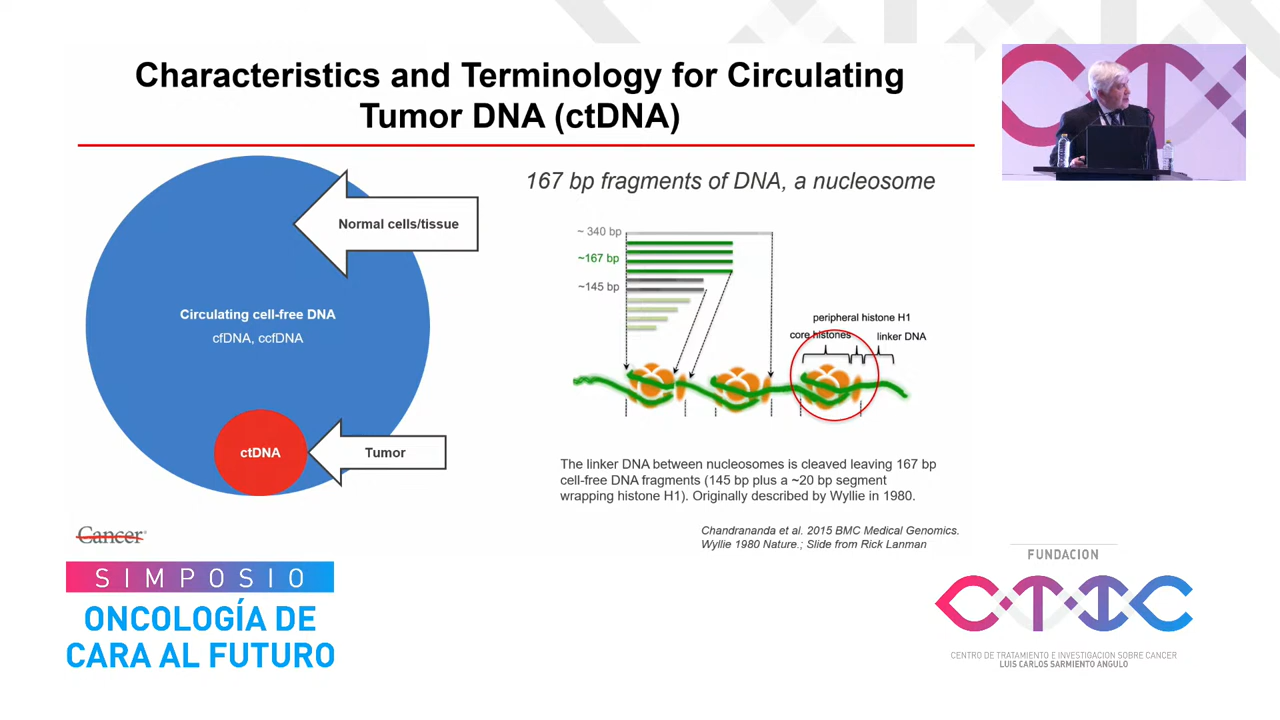 Characteristics and Terminology for Circulating
Tumor DNA (ctDNA)
Normal cells/tissue
Circulating cell-free DNA
cfDNA, ccfDNA
ctDNA
Tumor
167 bp fragments of DNA, a nucleosome
~ 340 bp
~167 bp
~145 bp
peripheral histone H1
core histones
linker DNA
The linker DNA between nucleosomes is cleaved leaving 167 bp
cell-free DNA fragments (145 bp plus a ~20 bp segment
wrapping histone H1). Originally described by Wyllie in 1980.
Chandrananda et al. 2015 BMC Medical Genomics.
Wyllie 1980 Nature.; Slide from Rick Lanman
Cancer
SIMPOSIO
ONCOLOGÍA DE
CARA AL FUTURO
FUNDACION
CTIC
CENTRO DE TRATAMIENTO E INVESTIGACION SOBRE CANCER
LUIS CARLOS SARMIENTO ANGULO